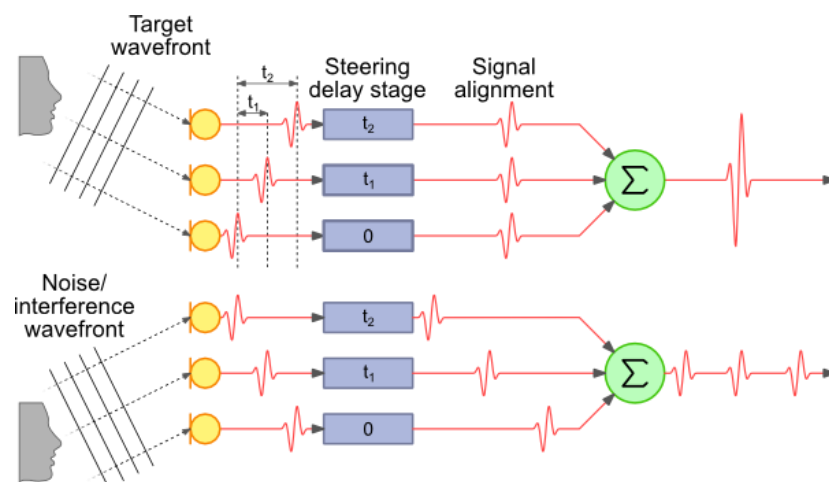 Target
wavefront
t₂
t₁
Steering
delay stage
Signal
alignment
t₂
t₁
0
Σ
Noise/
interference
wavefront
t₂
t₁
0
Σ